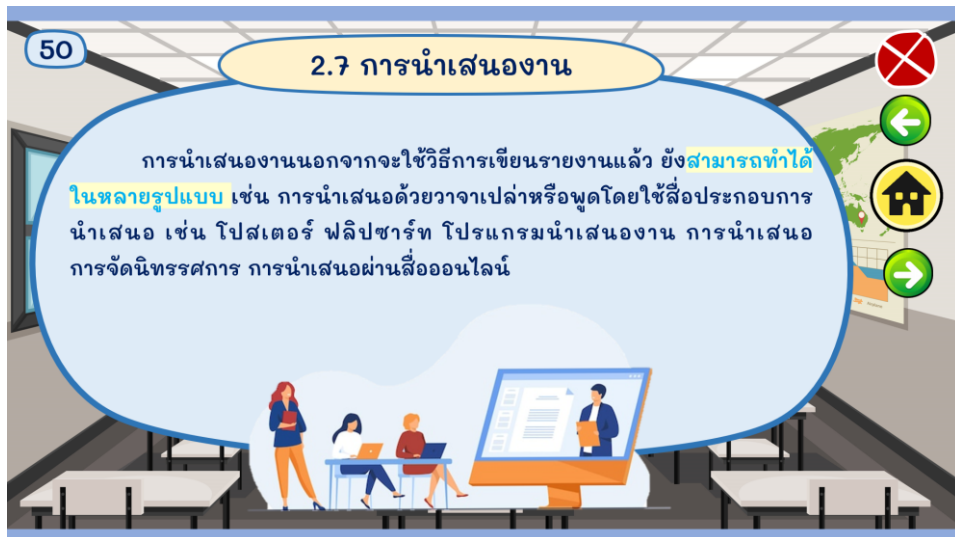 50
2.7 การนำเสนองาน
การนำเสนองานนอกจากจะใช้วิธีการเขียนรายงานแล้ว ยังสามารถทำได้
ในหลายรูปแบบ เช่น การนำเสนอด้วยวาจาเปล่าหรือพูดโดยใช้สื่อประกอบการ
นำเสนอ เช่น โปสเตอร์ ฟลิปชาร์ท โปรแกรมนำเสนองาน การนำเสนอ
การจัดนิทรรศการ การนำเสนอผ่านสื่อออนไลน์